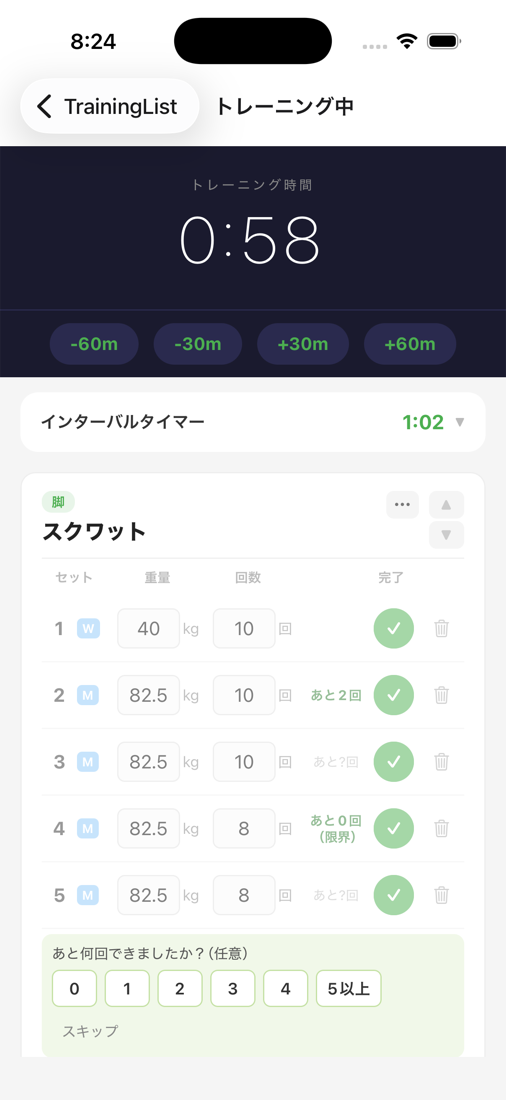 8:24
TrainingList トレーニング中
トレーニング時間
0:58
-60m -30m +30m +60m
インターバルタイマー 1:02 ▼
脚 … ▲
スクワット ▼
セット 重量 回数 完了
1 W 40 kg 10 回
2 M 82.5 kg 10 回 あと2回
3 M 82.5 kg 10 回 あと?回
4 M 82.5 kg 8 回 あと0回
(限界)
5 M 82.5 kg 8 回 あと?回
あと何回できましたか？(任意)
0 1 2 3 4 5以上
スキップ